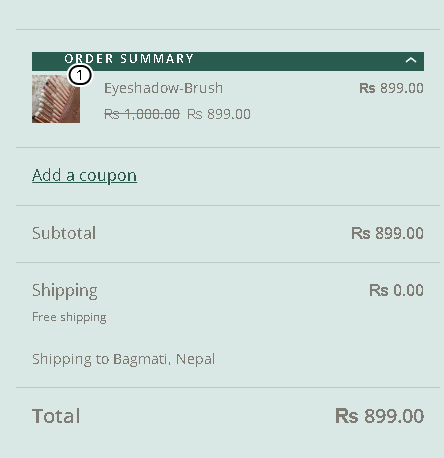 ORDER SUMMARY
1
Eyeshadow-Brush Rs 899.00
Rs 1,000.00 Rs 899.00
Add a coupon
Subtotal Rs 899.00
Shipping Rs 0.00
Free shipping
Shipping to Bagmati, Nepal
Total Rs 899.00